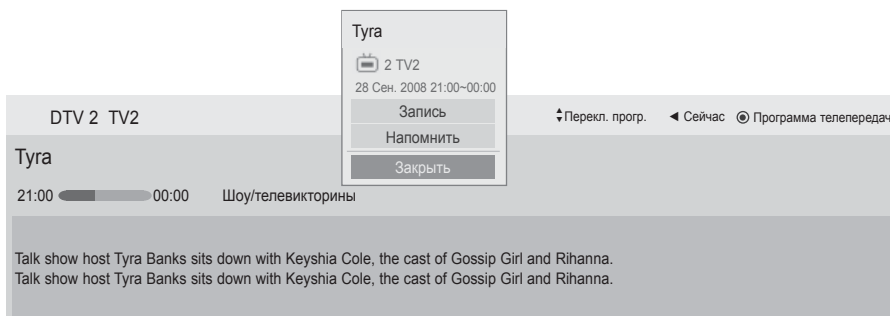 Tyra
2 TV2
28 Сен. 2008 21:00~00:00
Запись
Напомнить
Закрыть
DTV 2 TV2
Перекл. прогр. Сейчас Программа телепередач
Tyra
21:00 00:00 Шоу/телевикторины
Talk show host Tyra Banks sits down with Keyshia Cole, the cast of Gossip Girl and Rihanna.
Talk show host Tyra Banks sits down with Keyshia Cole, the cast of Gossip Girl and Rihanna.